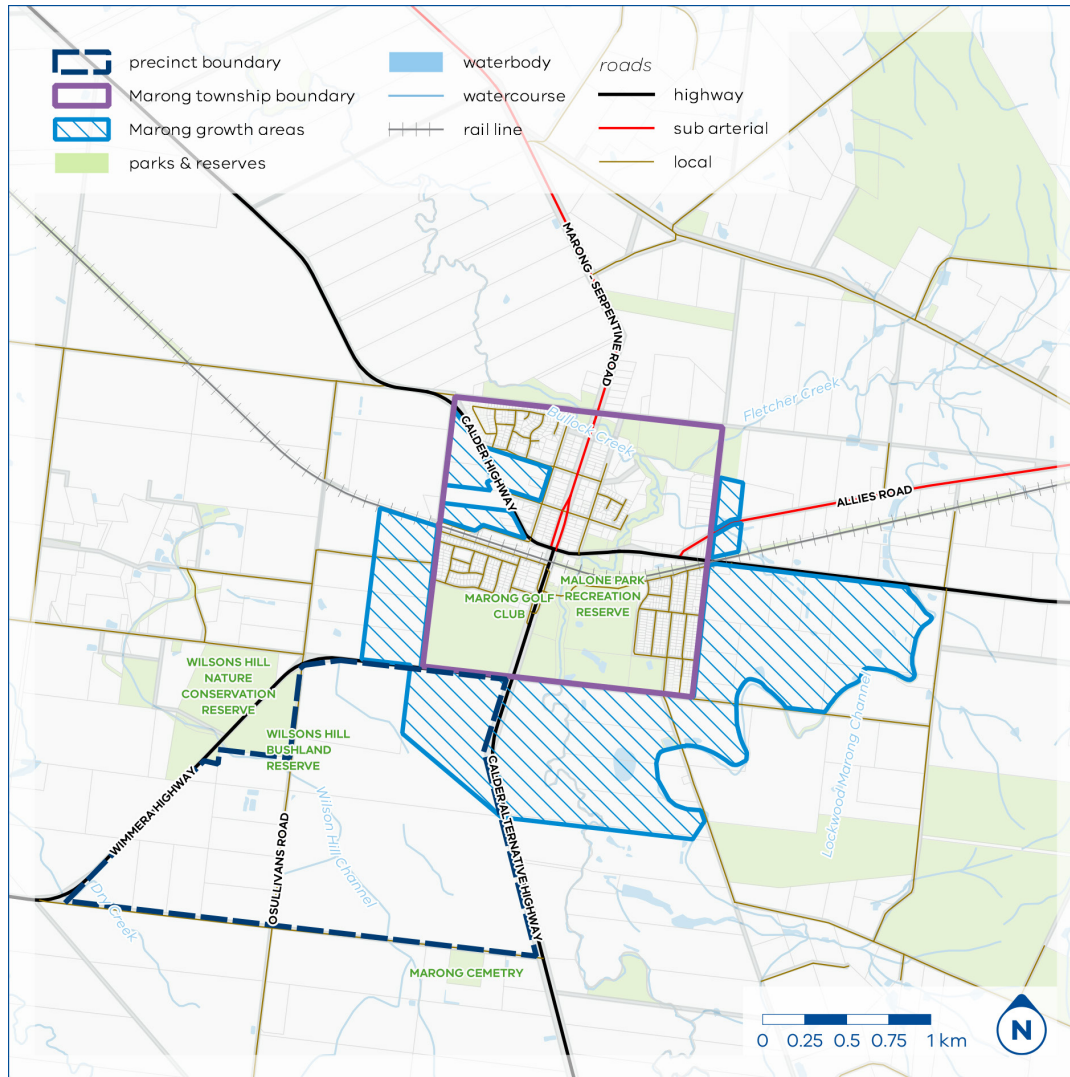 precinct boundary
Marong township boundary
Marong growth areas
parks & reserves
waterbody
watercourse
rail line
roads
highway
sub arterial
local
MARONG - SERPENTINE ROAD
Bullock Creek
Fletcher Creek
CALDER HIGHWAY
ALLIES ROAD
MARONG GOLF
CLUB
MALONE PARK
RECREATION
RESERVE
WILSONS HILL
NATURE
CONSERVATION
RESERVE
WILSONS HILL
BUSHLAND
RESERVE
WIMMERA HIGHWAY
OSULLIVANS ROAD
Wilson Hill Channel
CALDER ALTERNATIVE HIGHWAY
Lockwood/Marong Channel
Dry Creek
MARONG CEMETRY
0 0.25 0.5 0.75 1 km
N